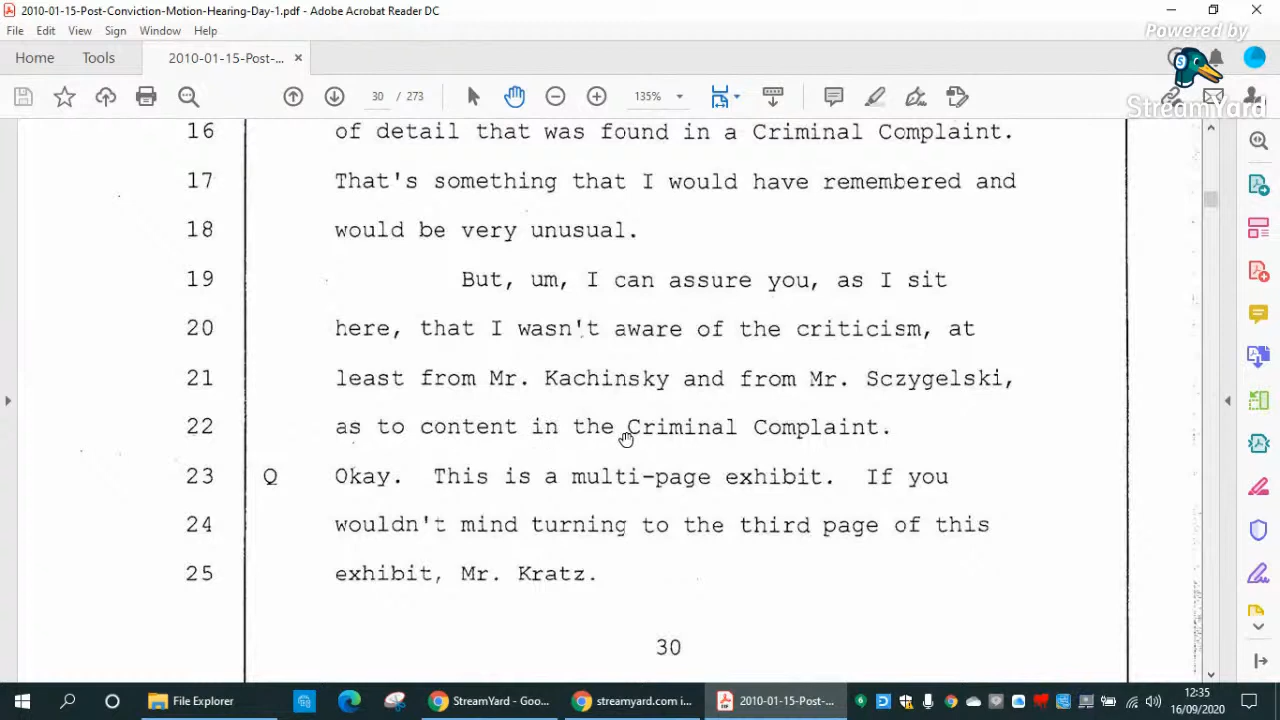 2010-01-15-Post-Conviction-Motion-Hearing-Day-1.pdf - Adobe Acrobat Reader DC
Powered by
File Edit View Sign Window Help
Home Tools 2010-01-15-Post-...
S
StreamYard
30 / 273 135%
16 of detail that was found in a Criminal Complaint.
17 That's something that I would have remembered and
18 would be very unusual.
19 But, um, I can assure you, as I sit
20 here, that I wasn't aware of the criticism, at
21 least from Mr. Kachinsky and from Mr. Sczygelski,
22 as to content in the Criminal Complaint.
23 Q Okay. This is a multi-page exhibit. If you
24 wouldn't mind turning to the third page of this
25 exhibit, Mr. Kratz.
30
File Explorer StreamYard - Goo... streamyard.com i... 2010-01-15-Post-...
12:35
16/09/2020